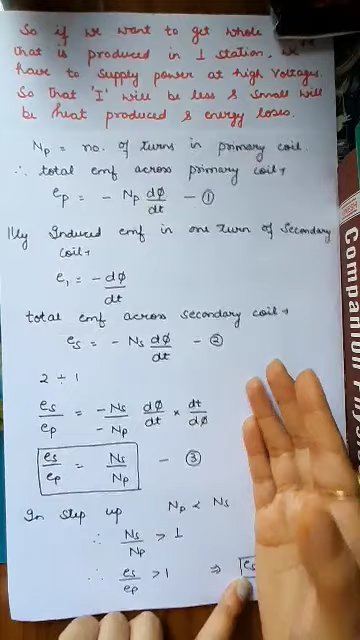 So if we want to get whole
that is produced in 1 station. we
have to supply power at high voltages.
So that 'I' will be less & small will
be heat produced & energy loses.
Np = no. of turns in primary coil.
∴ total emf across primary coil,
ep = - Np dφ/dt - ①
Illy Induced emf in one turn of Secondary
coil,
e₁ = - dφ/dt
total emf across secondary coil,
es = - Ns dφ/dt - ②
2 ÷ 1
es/ep = -Ns/-Np dφ/dt × dt/dφ
es/ep = Ns/Np - ③
In step up Np < Ns
∴ Ns/Np > 1
∴ es/ep > 1 ⇒ es
Companion